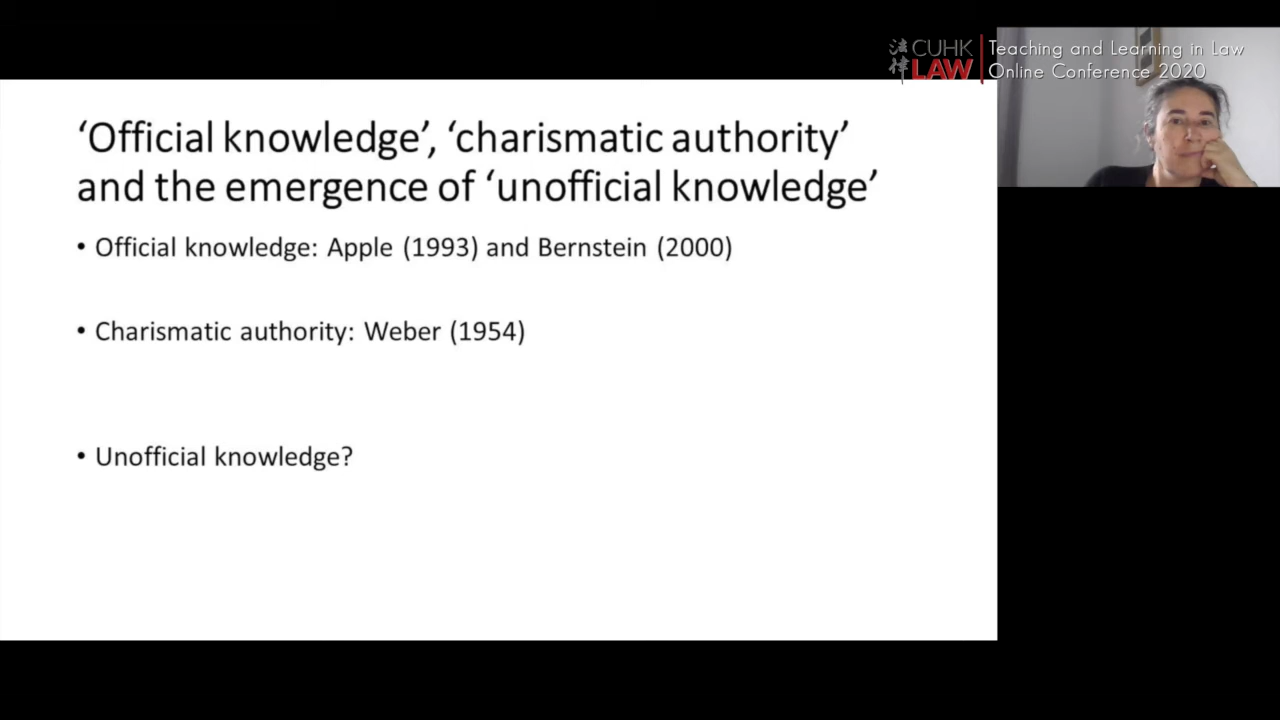 法律 CUHK LAW
Teaching and Learning in Law
Online Conference 2020
‘Official knowledge’, ‘charismatic authority’
and the emergence of ‘unofficial knowledge’
• Official knowledge: Apple (1993) and Bernstein (2000)
• Charismatic authority: Weber (1954)
• Unofficial knowledge?